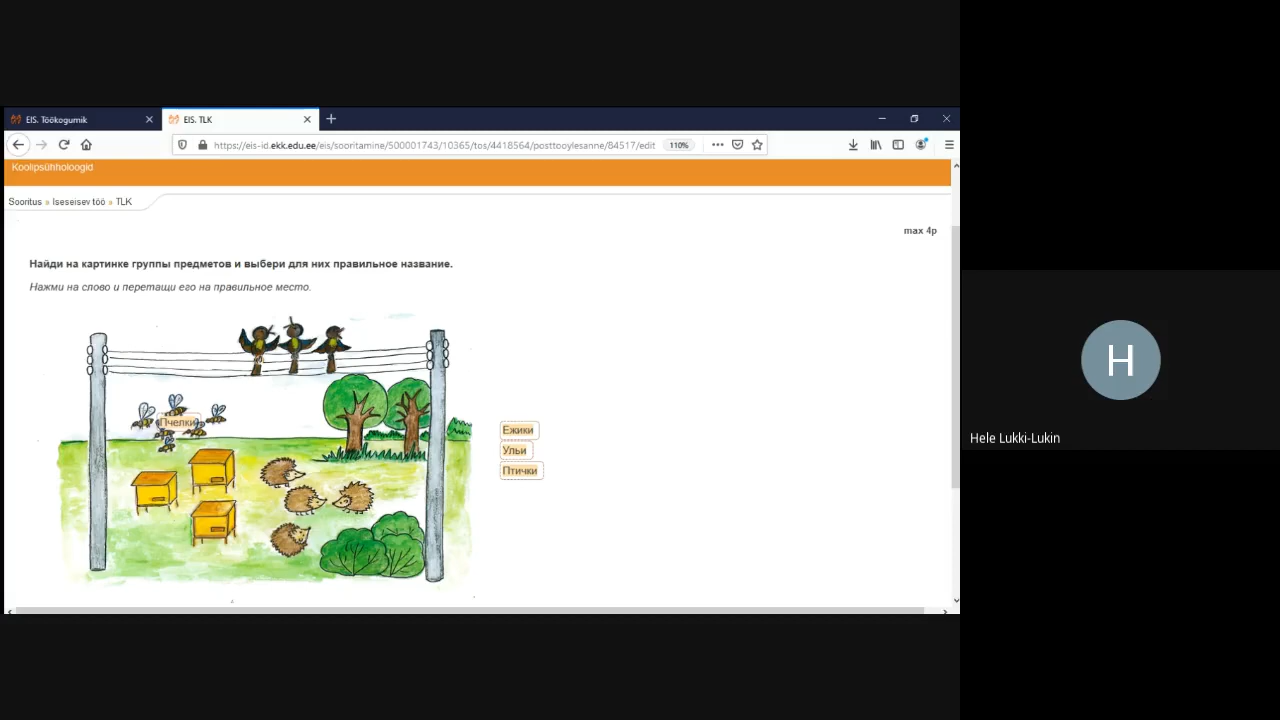 EIS. Töökogumik
EIS. TLK
https://eis-id.ekk.edu.ee/eis/sooritamine/500001743/10365/tos/4418564/posttooylesanne/84517/edit
110%
Koolipsühholoogid
Sooritus » Iseseisev töö » TLK
max 4p
Найди на картинке группы предметов и выбери для них правильное название.
Нажми на слово и перетащи его на правильное место.
Пчелки
Ежики
Ульи
Птички
H
Hele Lukki-Lukin